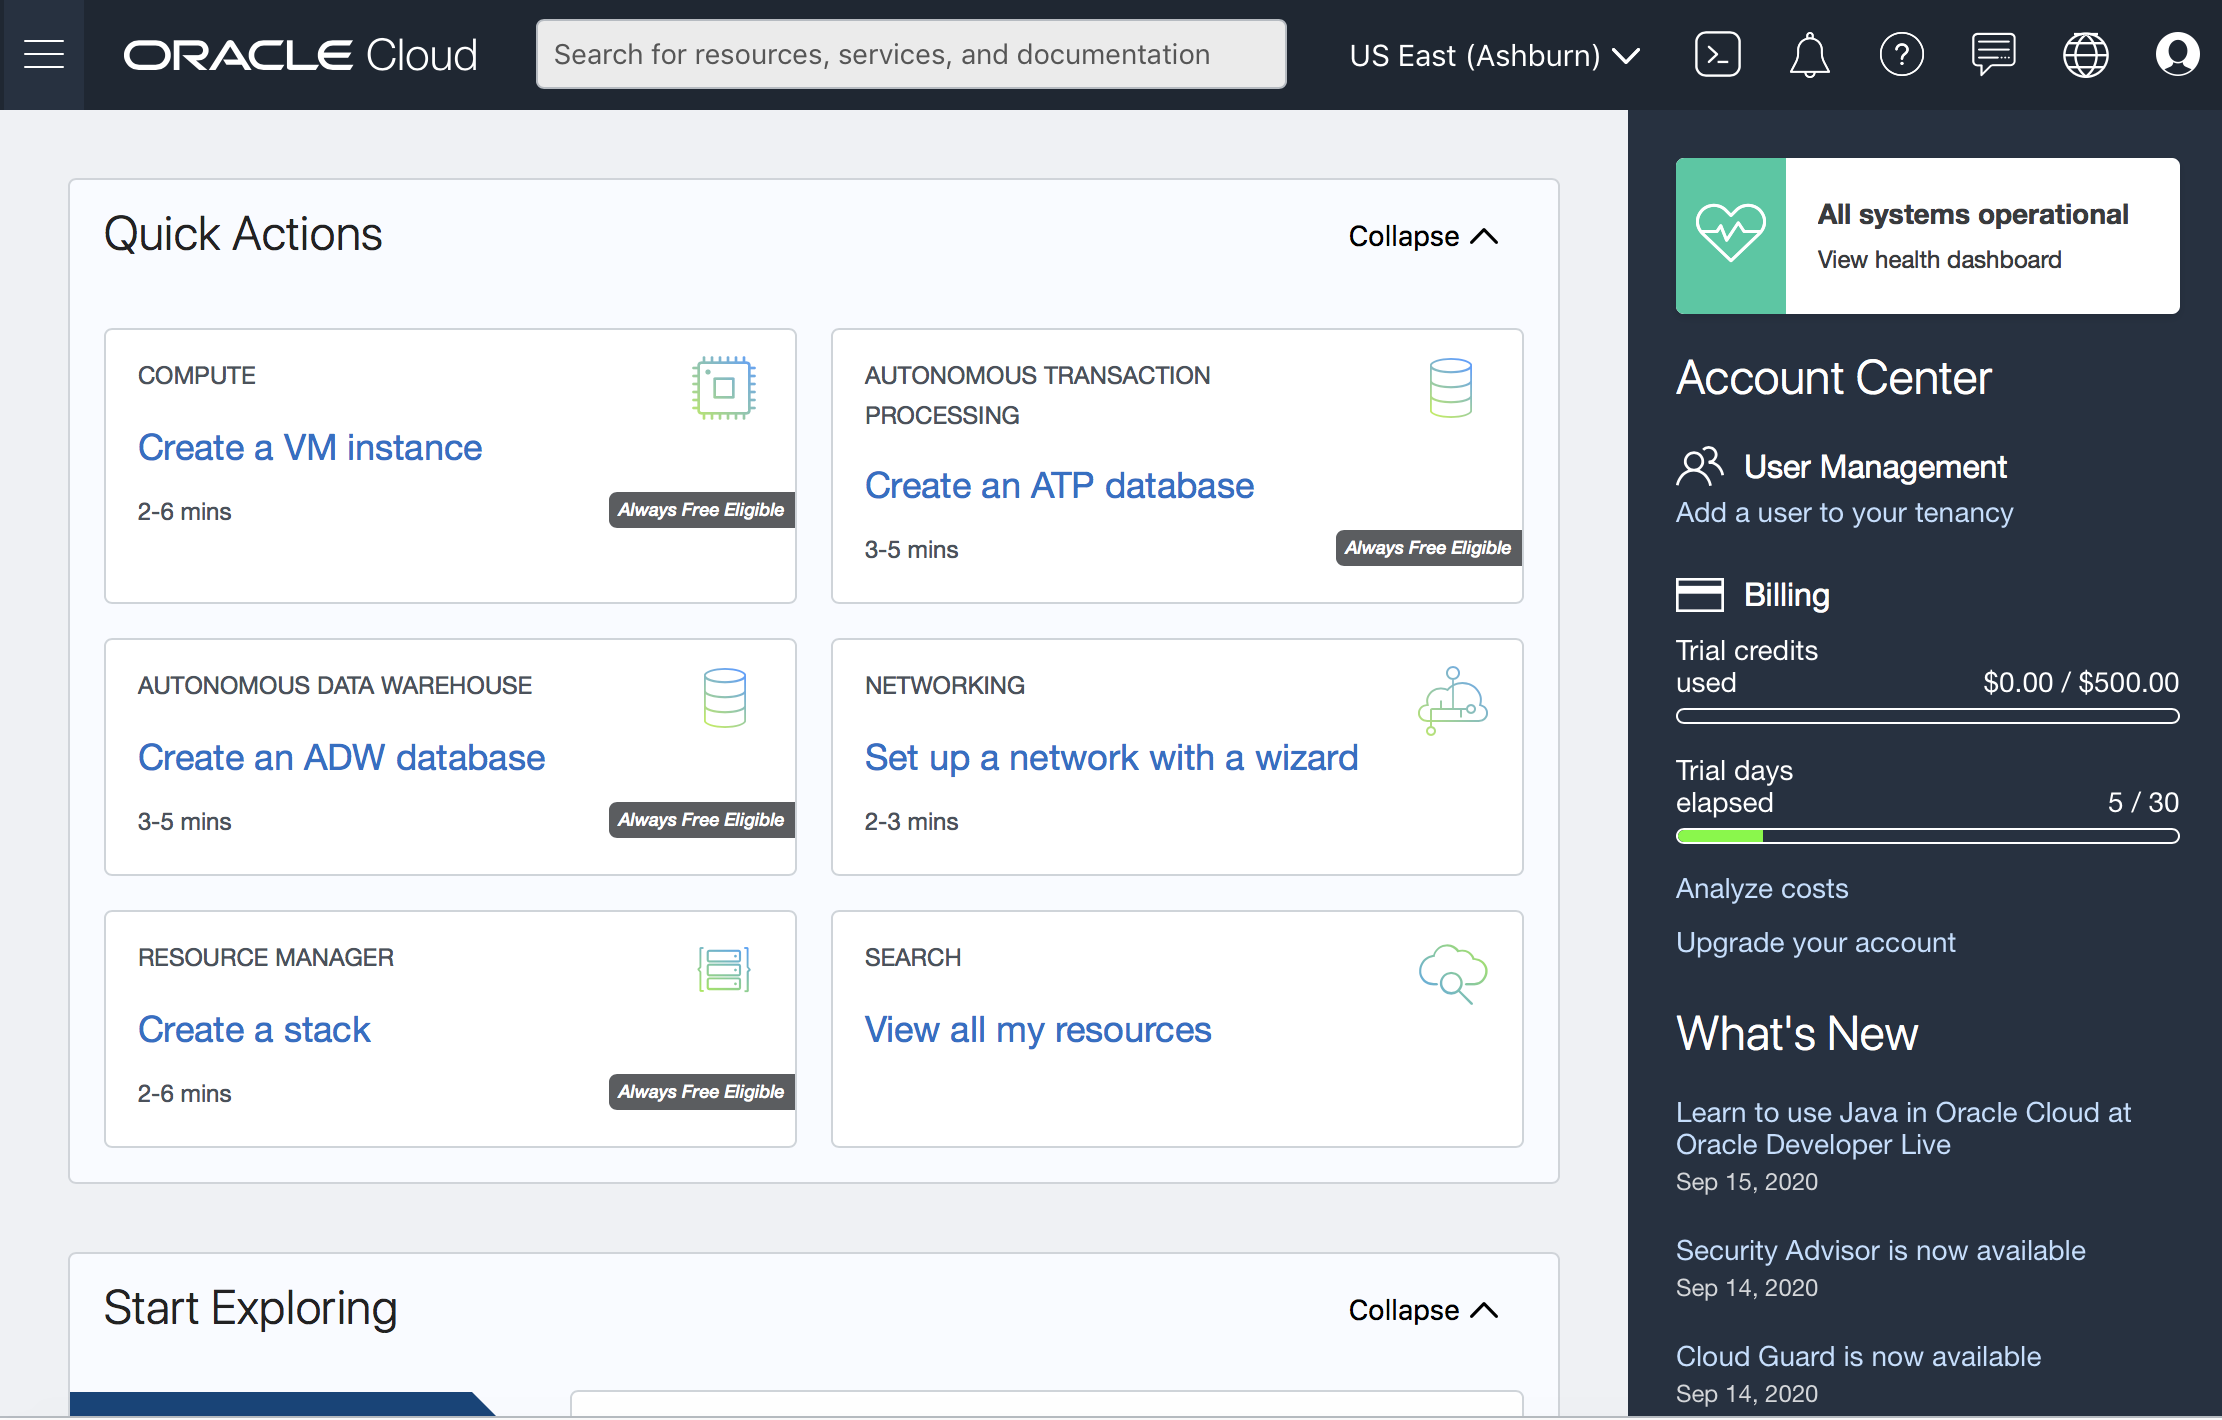 ORACLE Cloud
Search for resources, services, and documentation
US East (Ashburn)
Quick Actions
Collapse
COMPUTE
Create a VM instance
2-6 mins
Always Free Eligible
AUTONOMOUS TRANSACTION
PROCESSING
Create an ATP database
3-5 mins
Always Free Eligible
AUTONOMOUS DATA WAREHOUSE
Create an ADW database
3-5 mins
Always Free Eligible
NETWORKING
Set up a network with a wizard
2-3 mins
RESOURCE MANAGER
Create a stack
2-6 mins
Always Free Eligible
SEARCH
View all my resources
Start Exploring
Collapse
All systems operational
View health dashboard
Account Center
User Management
Add a user to your tenancy
Billing
Trial credits
used $0.00 / $500.00
Trial days
elapsed 5 / 30
Analyze costs
Upgrade your account
What's New
Learn to use Java in Oracle Cloud at
Oracle Developer Live
Sep 15, 2020
Security Advisor is now available
Sep 14, 2020
Cloud Guard is now available
Sep 14, 2020